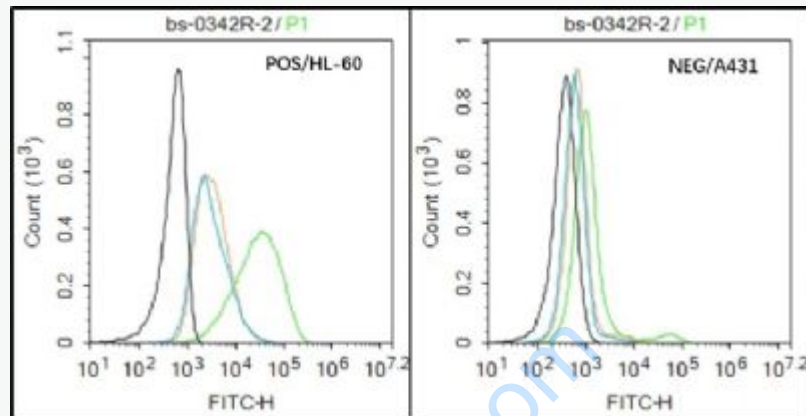 bs-0342R-2 / P1
POS/HL-60
Count (10³)
1.1
0.8
0.6
0.4
0.2
0
10¹ 10² 10³ 10⁴ 10⁵ 10⁶ 10⁷·²
FITC-H
bs-0342R-2 / P1
NEG/A431
Count (10³)
1
0.8
0.6
0.4
0.2
0
10¹ 10² 10³ 10⁴ 10⁵ 10⁶ 10⁷·²
FITC-H
om